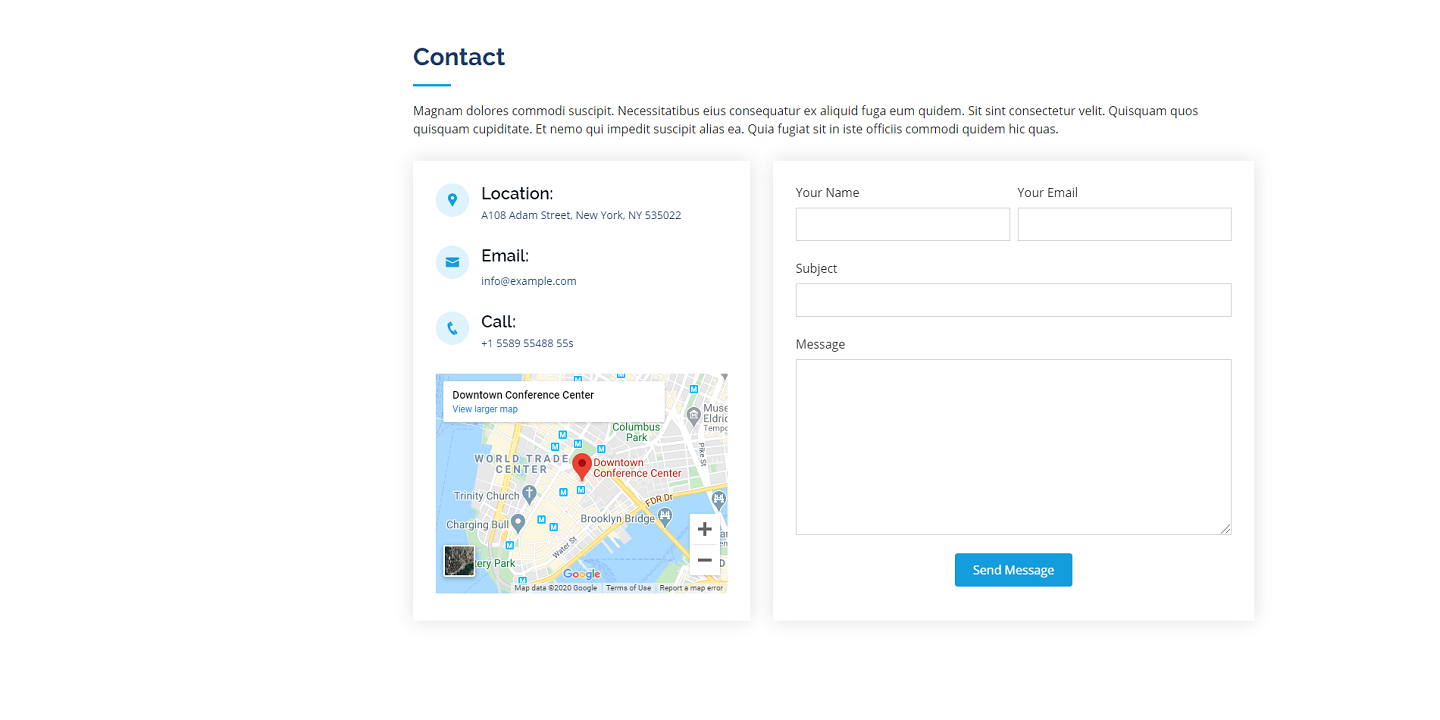 Contact
Magnam dolores commodi suscipit. Necessitatibus eius consequatur ex aliquid fuga eum quidem. Sit sint consectetur velit. Quisquam quos
quisquam cupiditate. Et nemo qui impedit suscipit alias ea. Quia fugiat sit in iste officiis commodi quidem hic quas.
Location:
A108 Adam Street, New York, NY 535022
Email:
info@example.com
Call:
+1 5589 55488 55s
Downtown Conference Center
View larger map
Muse
Eldric
Tempo
Columbus
Park
Pike St
WORLD TRADE
CENTER
Downtown
Conference Center
Trinity Church
FDR Dr
Charging Bull
Brooklyn Bridge
Water St
tery Park
Google
Map data ©2020 Google
Terms of Use
Report a map error
Your Name
Your Email
Subject
Message
Send Message